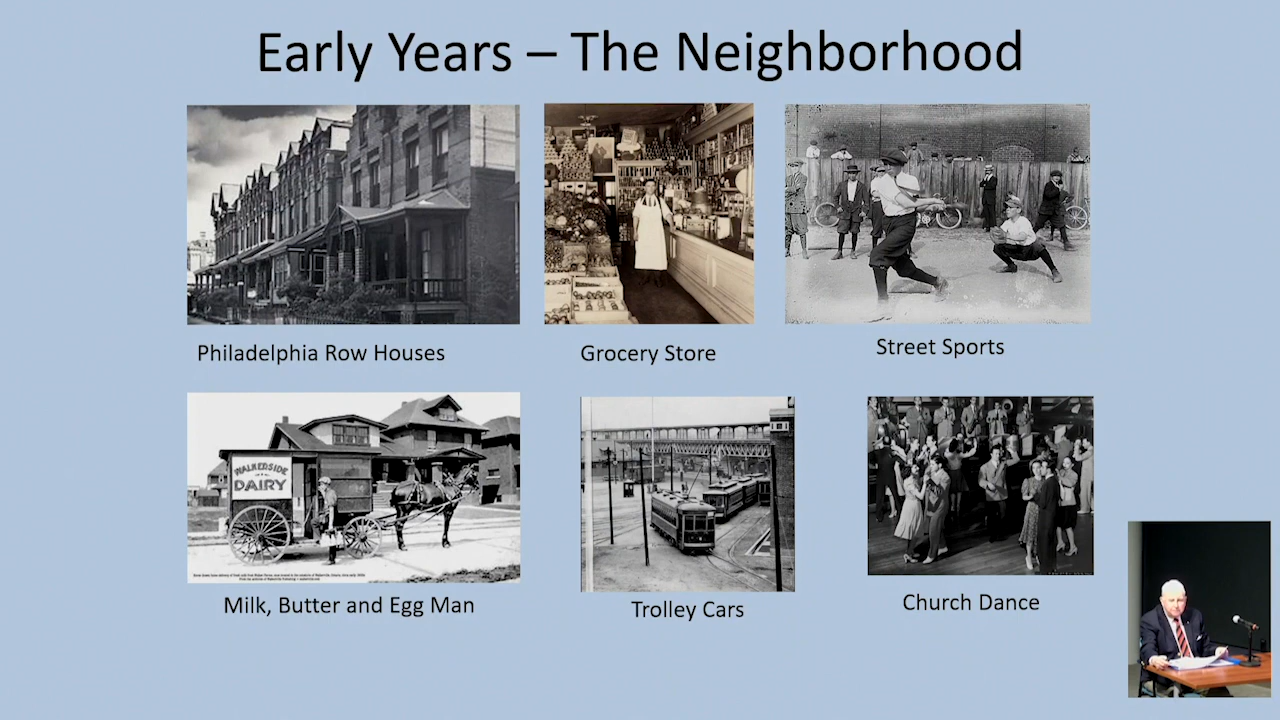 Early Years – The Neighborhood
Philadelphia Row Houses
Grocery Store
Street Sports
WALKERSIDE
DAIRY
Milk, Butter and Egg Man
Trolley Cars
Church Dance